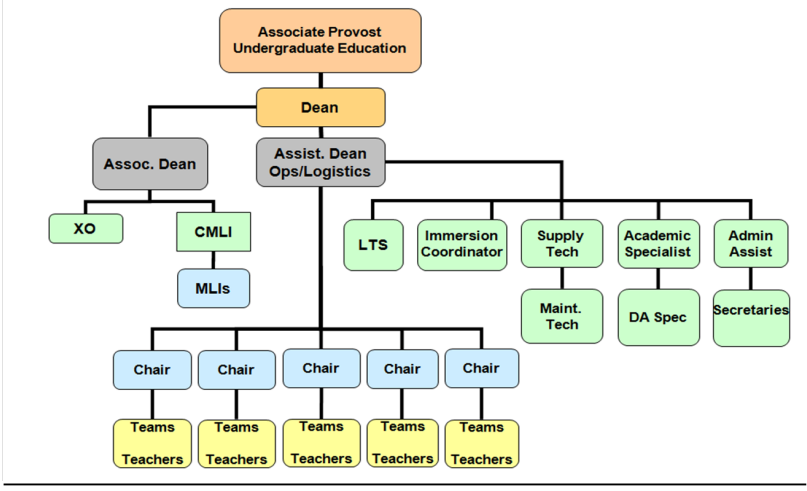 Associate Provost
Undergraduate Education
Dean
Assoc. Dean
Assist. Dean
Ops/Logistics
XO
CMLI
MLIs
LTS
Immersion
Coordinator
Supply
Tech
Academic
Specialist
Admin
Assist
Maint.
Tech
DA Spec
Secretaries
Chair
Chair
Chair
Chair
Chair
Teams
Teachers
Teams
Teachers
Teams
Teachers
Teams
Teachers
Teams
Teachers